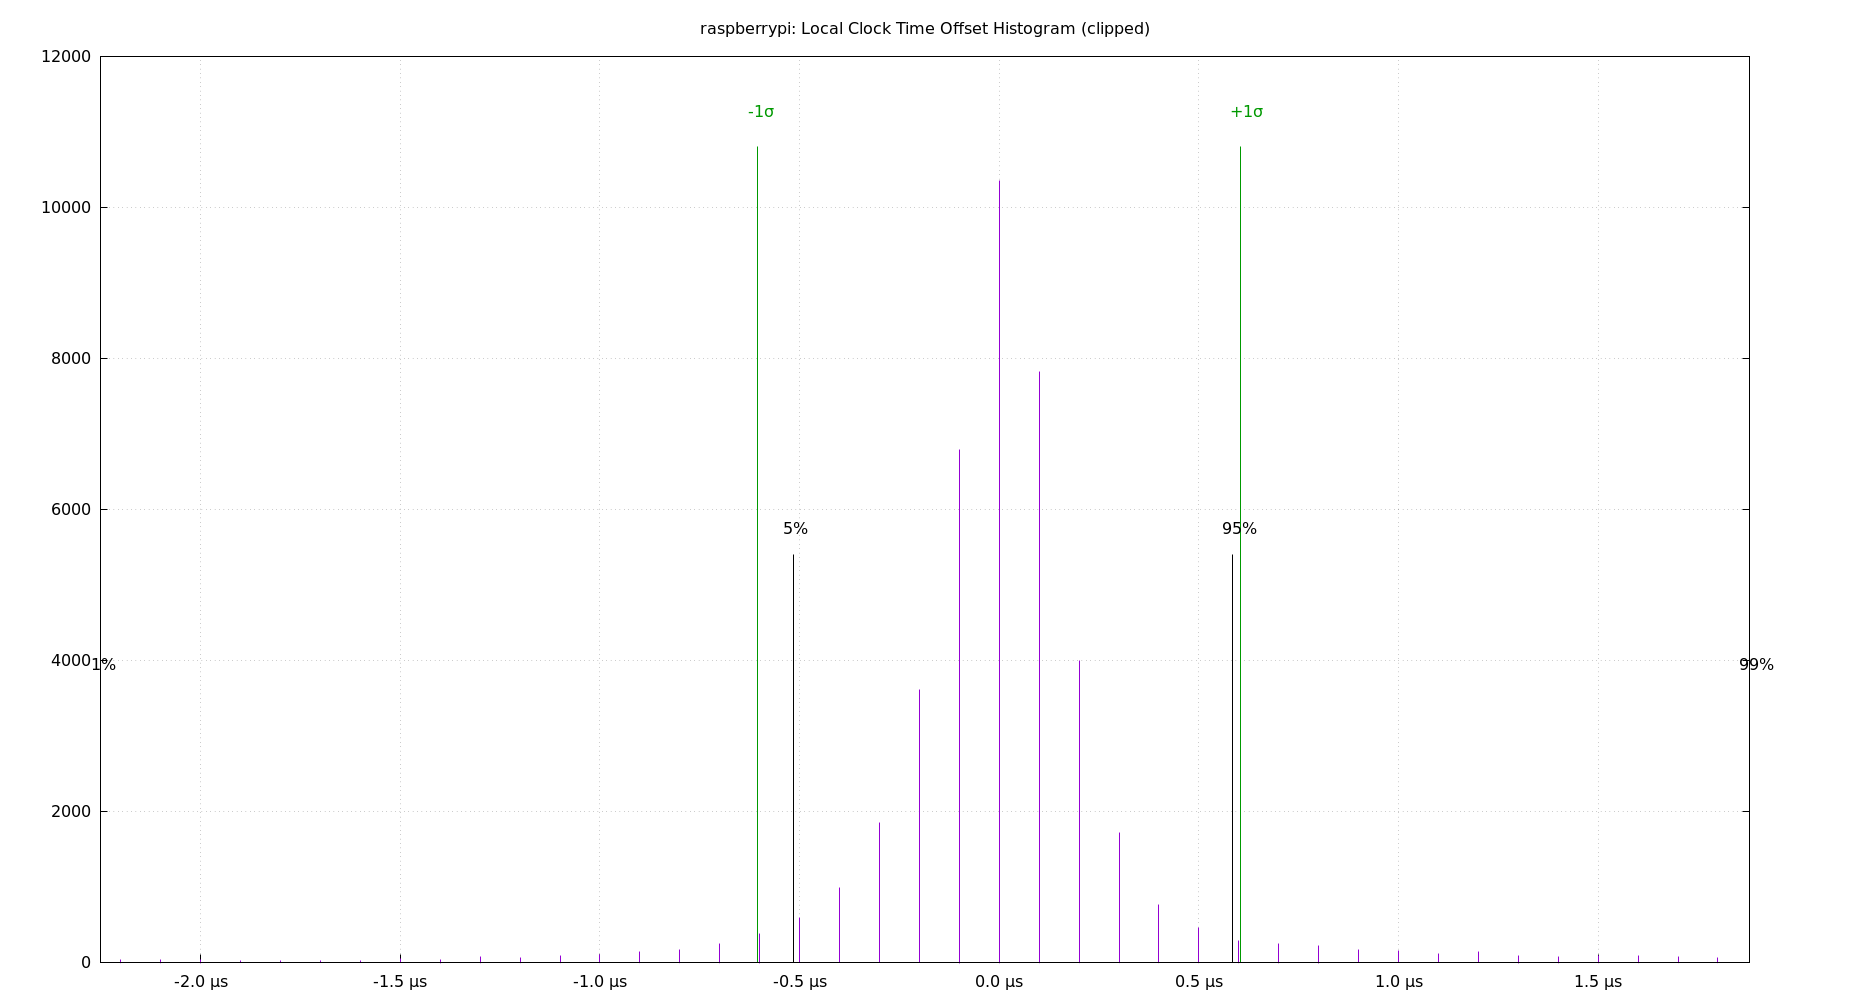 raspberrypi: Local Clock Time Offset Histogram (clipped)
12000
-1σ
+1σ
10000
8000
6000
5%
95%
4000
1%
99%
2000
0
-2.0 μs
-1.5 μs
-1.0 μs
-0.5 μs
0.0 μs
0.5 μs
1.0 μs
1.5 μs